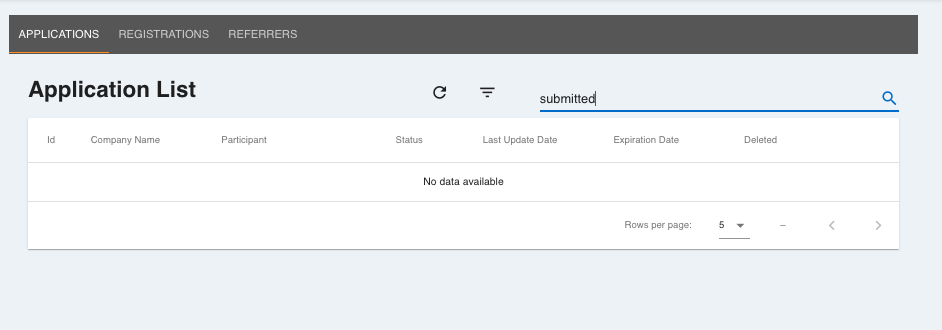 APPLICATIONS REGISTRATIONS REFERRERS
Application List submitted
Id Company Name Participant Status Last Update Date Expiration Date Deleted
No data available
Rows per page: 5 –